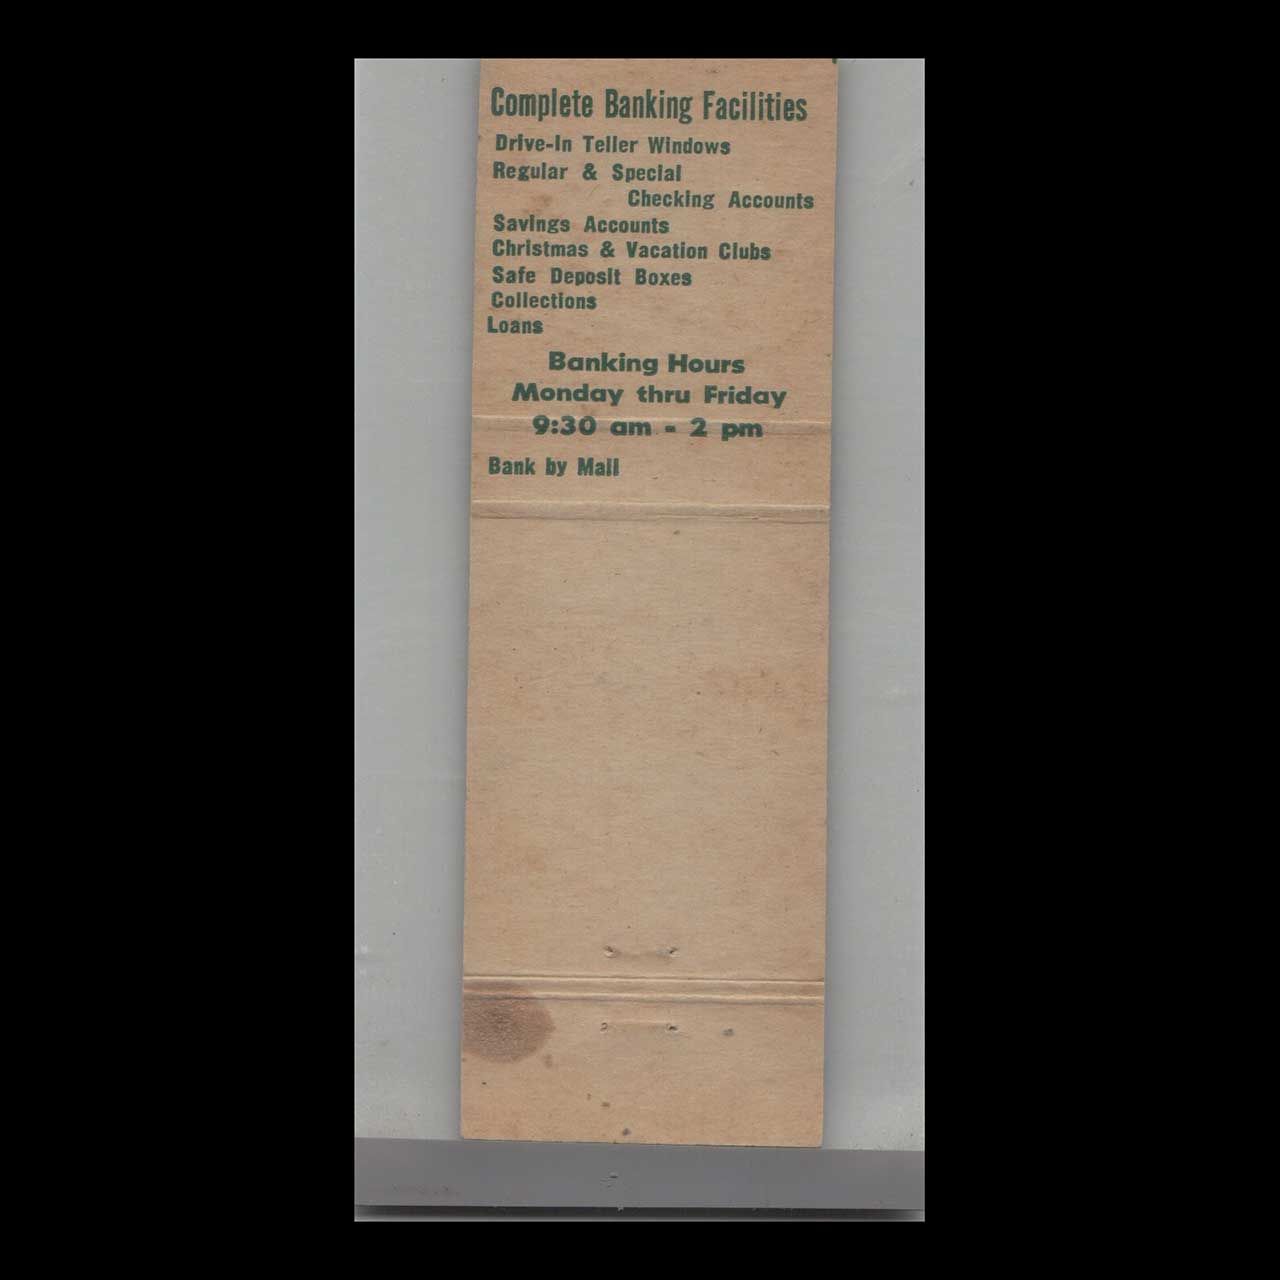 Complete Banking Facilities
Drive-In Teller Windows
Regular & Special
Checking Accounts
Savings Accounts
Christmas & Vacation Clubs
Safe Deposit Boxes
Collections
Loans
Banking Hours
Monday thru Friday
9:30 am - 2 pm
Bank by Mail